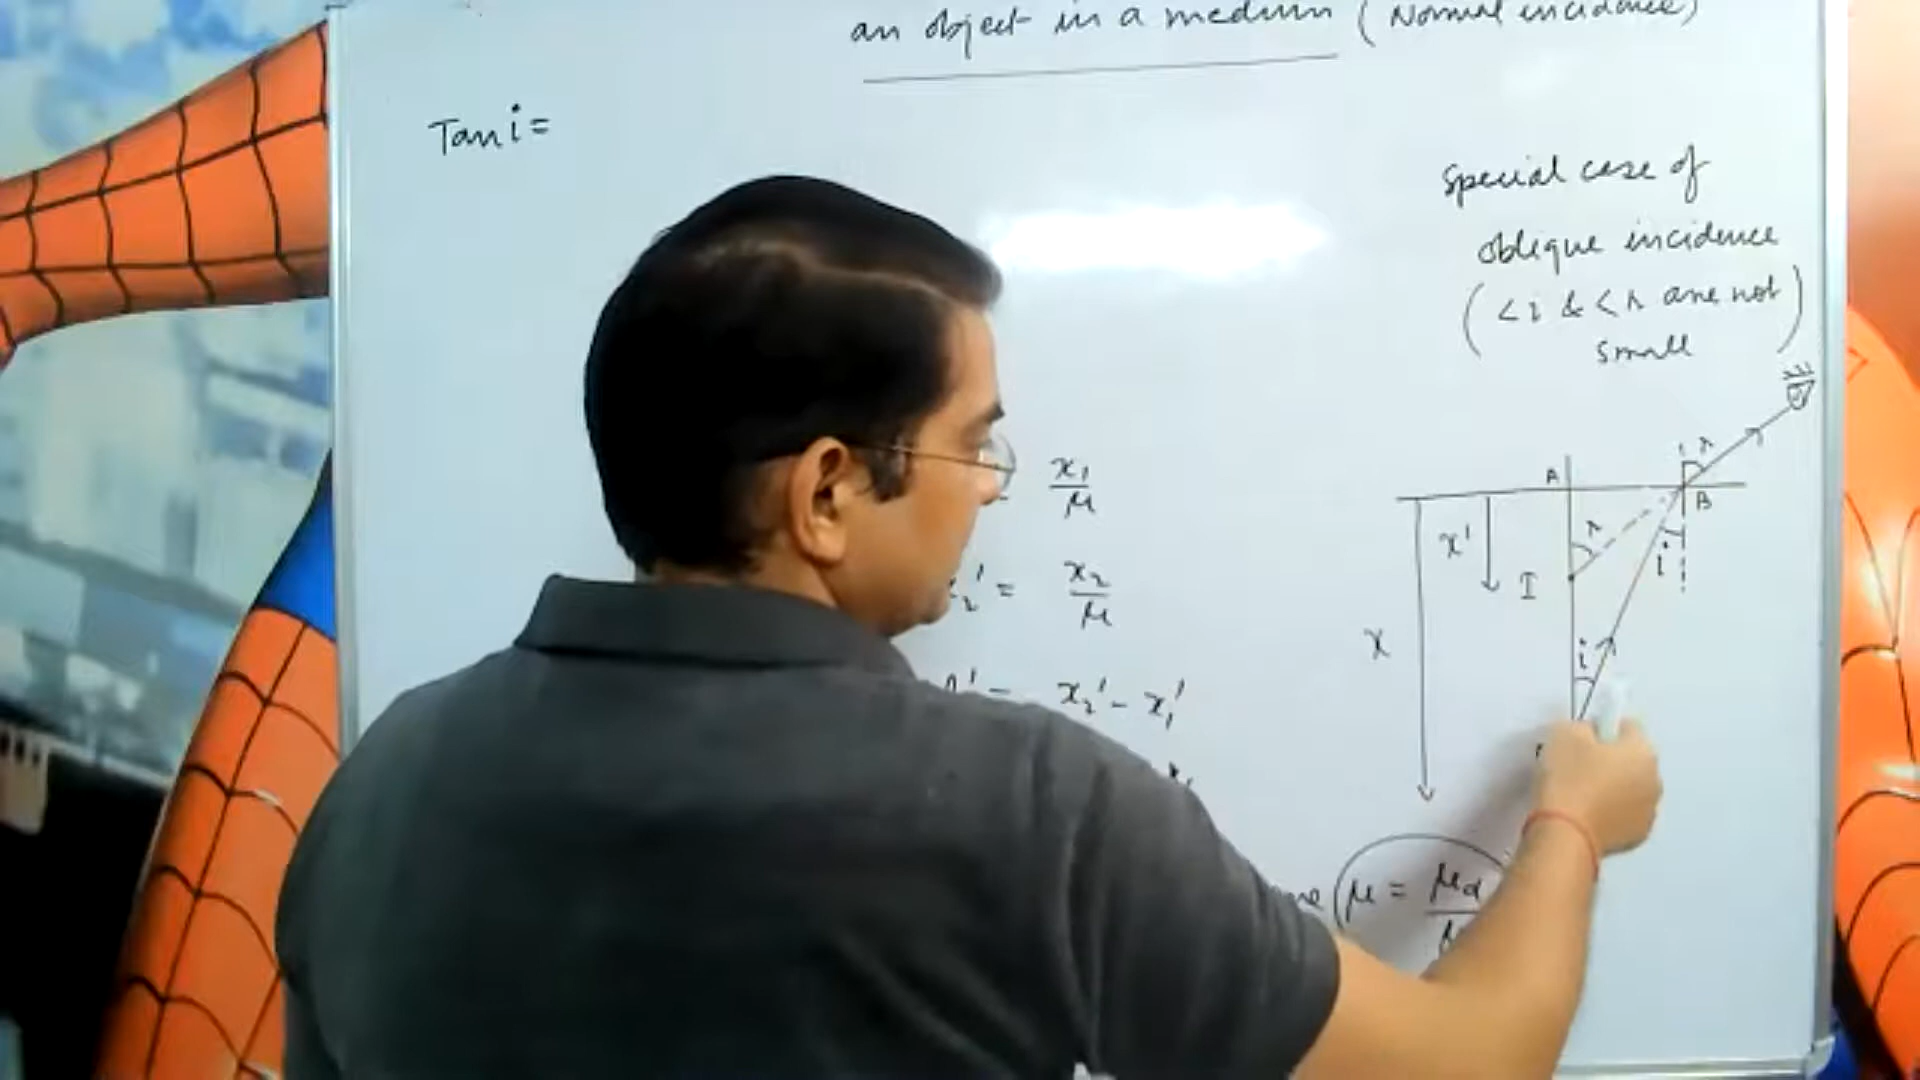 an object in a medium (Normal incidence)
Tan i =
Special case of
oblique incidence
(<i & <r are not
small)
x₁
μ
x₂' = x₂
μ
x₂' - x₁'
x₁
μ = μd
A
B
r
r
i
i
I
x'
x